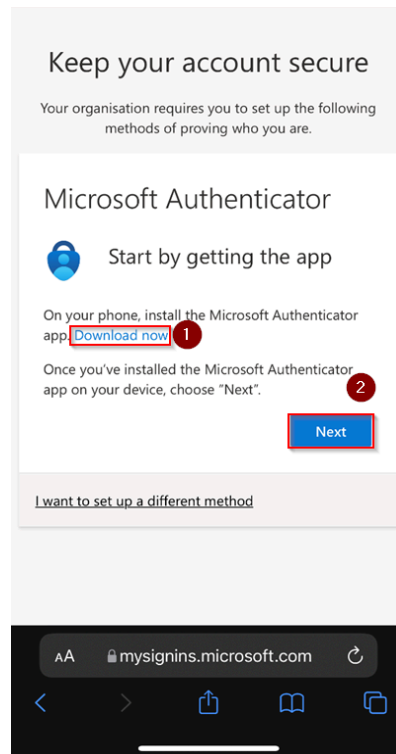 Keep your account secure
Your organisation requires you to set up the following
methods of proving who you are.
Microsoft Authenticator
Start by getting the app
On your phone, install the Microsoft Authenticator
app. Download now 1
Once you've installed the Microsoft Authenticator
app on your device, choose "Next".
2
Next
I want to set up a different method
AA mysignins.microsoft.com